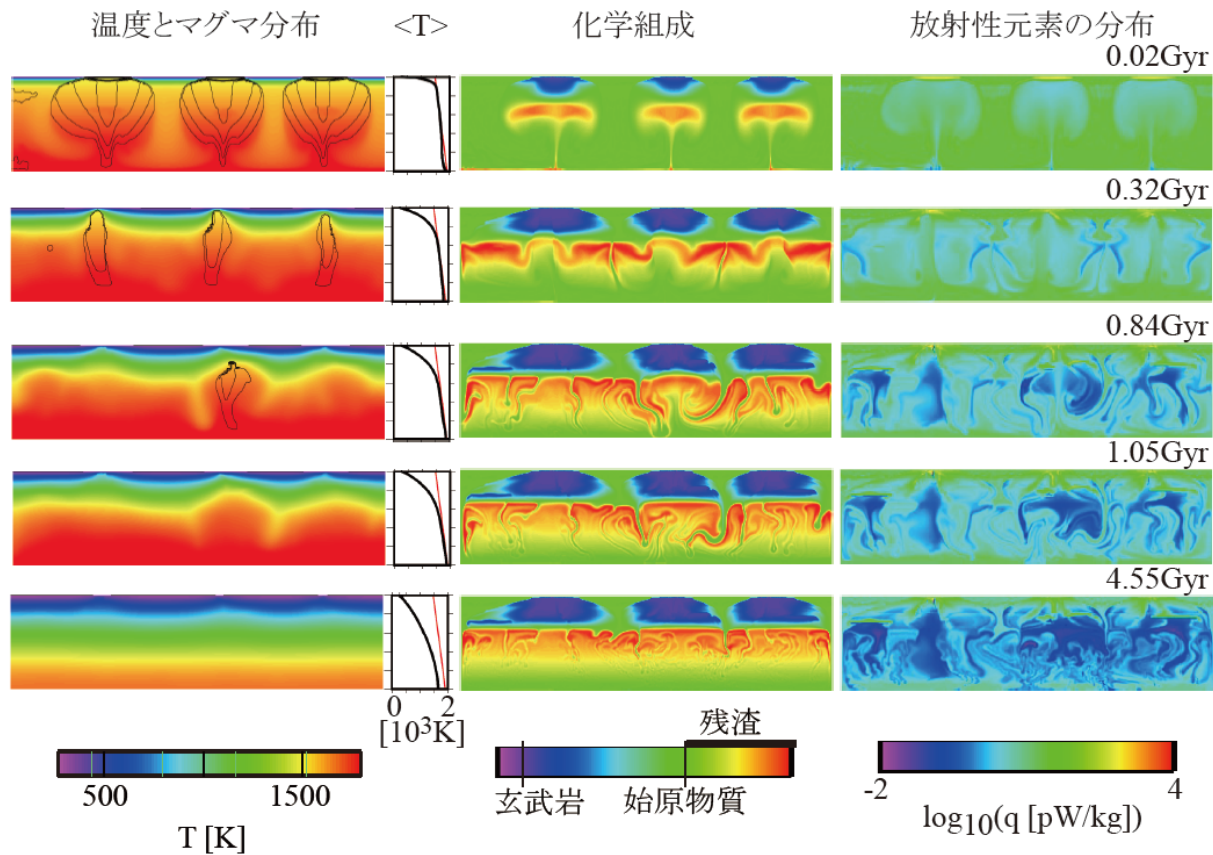 温度とマグマ分布
<T>
化学組成
放射性元素の分布
0.02Gyr
0.32Gyr
0.84Gyr
1.05Gyr
4.55Gyr
0 2
[10³K]
残渣
500 1500
T [K]
玄武岩 始原物質
-2 4
log₁₀(q [pW/kg])